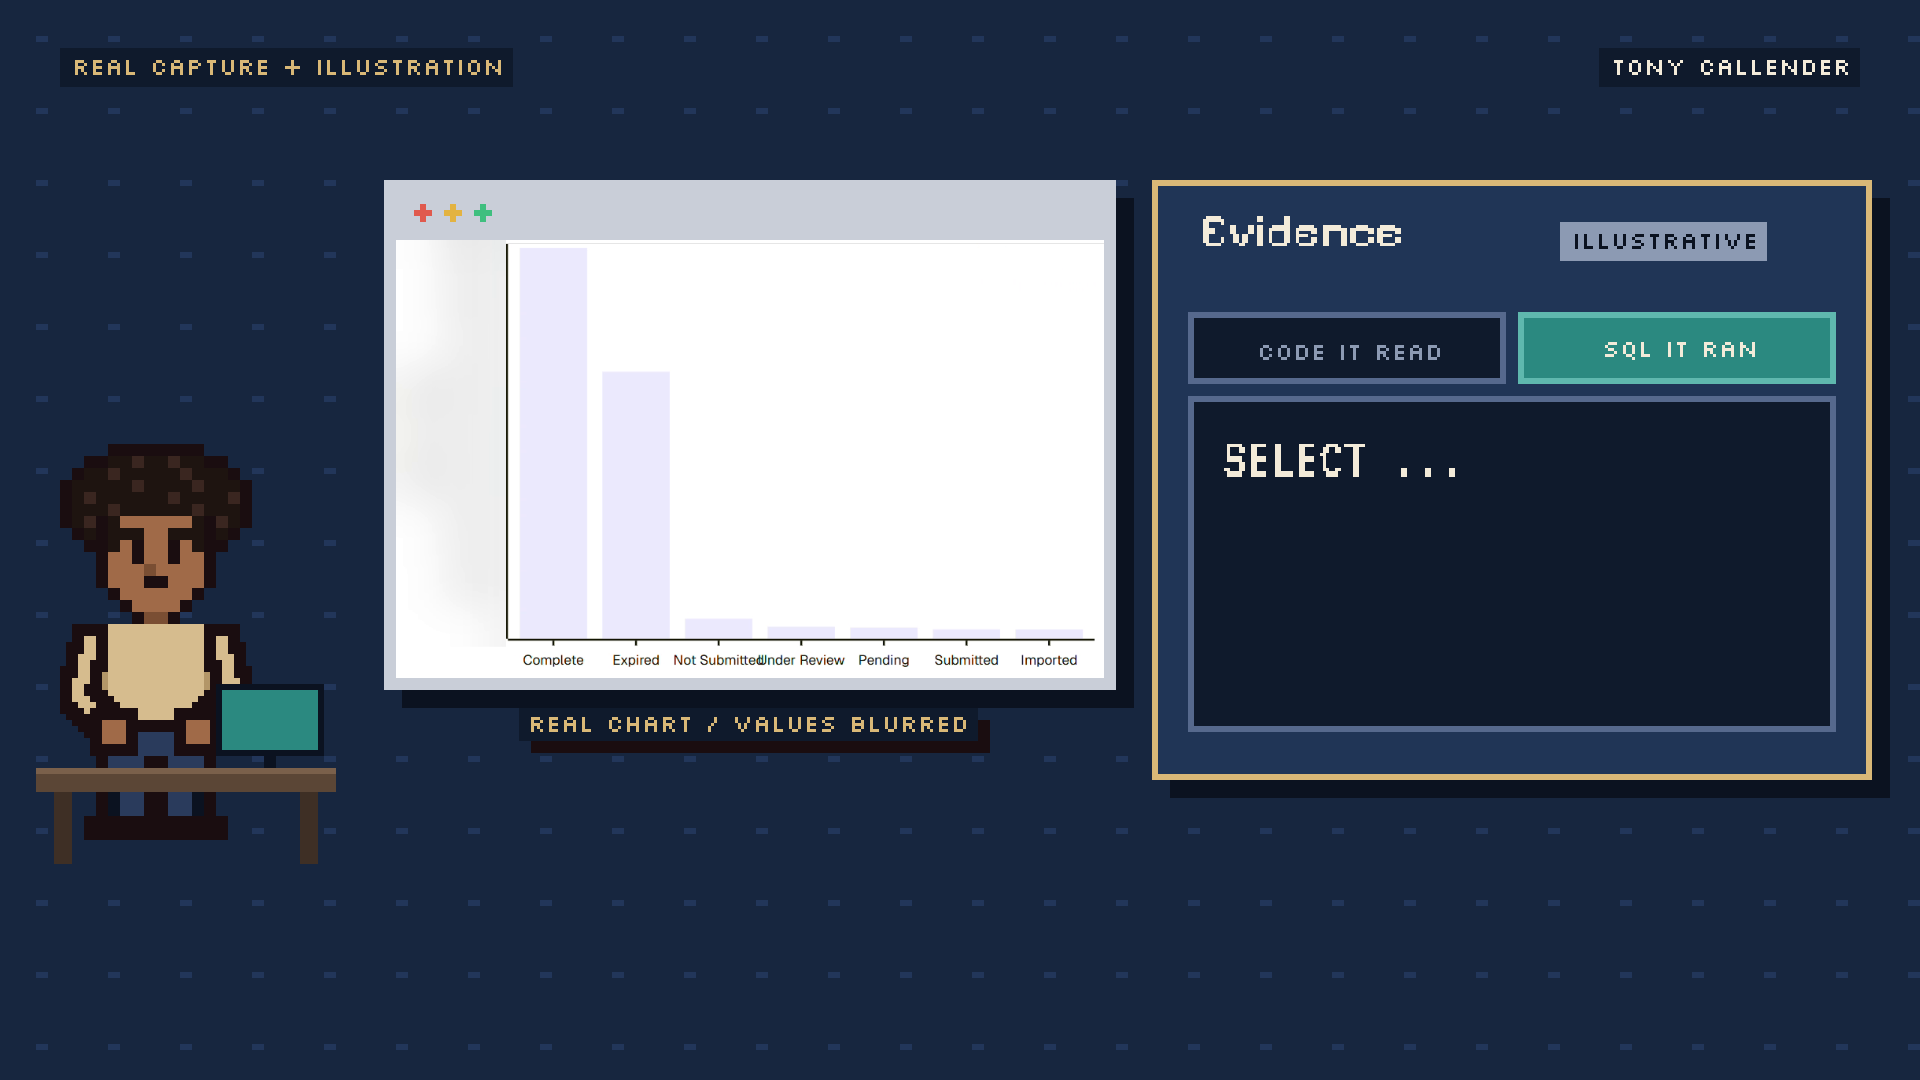 REAL CAPTURE + ILLUSTRATION
TONY CALLENDER
Complete Expired Not Submitted Under Review Pending Submitted Imported
REAL CHART / VALUES BLURRED
Evidence
ILLUSTRATIVE
CODE IT READ
SQL IT RAN
SELECT ...